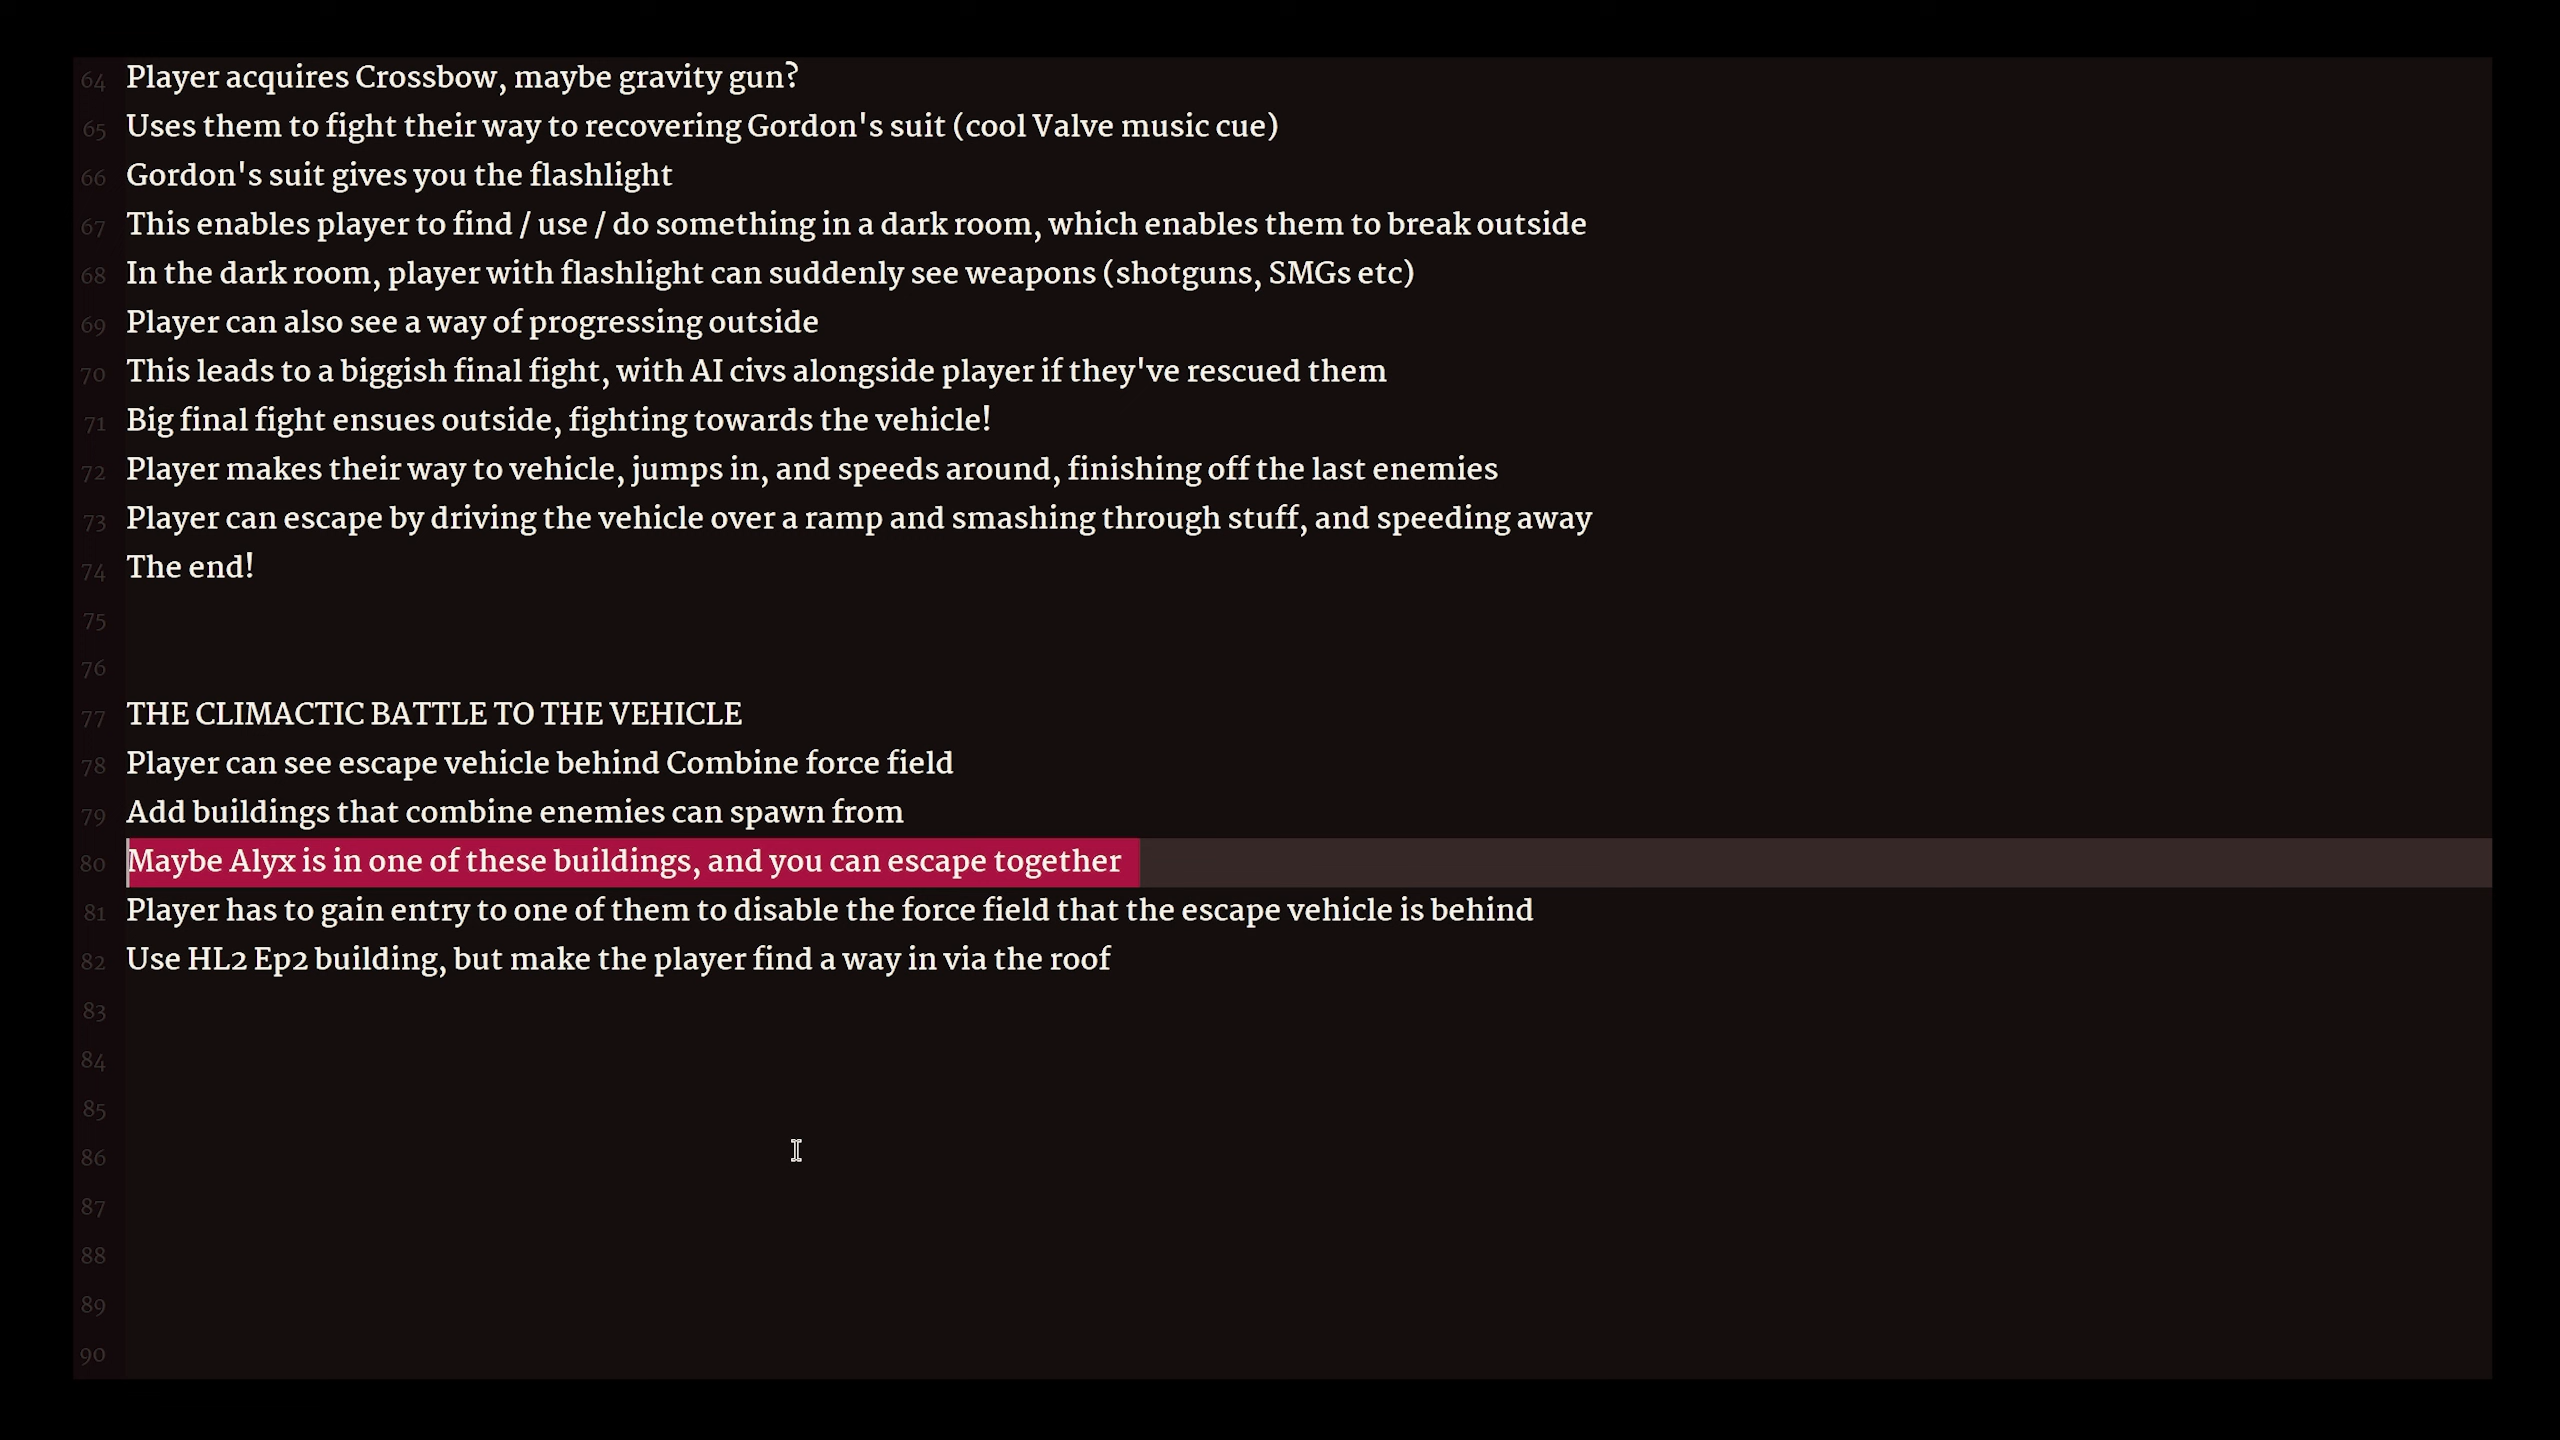 64 Player acquires Crossbow, maybe gravity gun?
65 Uses them to fight their way to recovering Gordon's suit (cool Valve music cue)
66 Gordon's suit gives you the flashlight
67 This enables player to find / use / do something in a dark room, which enables them to break outside
68 In the dark room, player with flashlight can suddenly see weapons (shotguns, SMGs etc)
69 Player can also see a way of progressing outside
70 This leads to a biggish final fight, with AI civs alongside player if they've rescued them
71 Big final fight ensues outside, fighting towards the vehicle!
72 Player makes their way to vehicle, jumps in, and speeds around, finishing off the last enemies
73 Player can escape by driving the vehicle over a ramp and smashing through stuff, and speeding away
74 The end!
75
76
77 THE CLIMACTIC BATTLE TO THE VEHICLE
78 Player can see escape vehicle behind Combine force field
79 Add buildings that combine enemies can spawn from
80 Maybe Alyx is in one of these buildings, and you can escape together
81 Player has to gain entry to one of them to disable the force field that the escape vehicle is behind
82 Use HL2 Ep2 building, but make the player find a way in via the roof
83
84
85
86
87
88
89
90